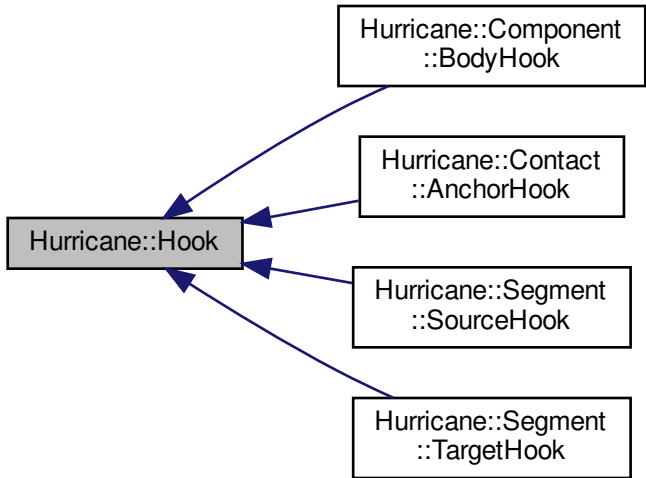 Hurricane::Component
::BodyHook
Hurricane::Contact
::AnchorHook
Hurricane::Hook
Hurricane::Segment
::SourceHook
Hurricane::Segment
::TargetHook